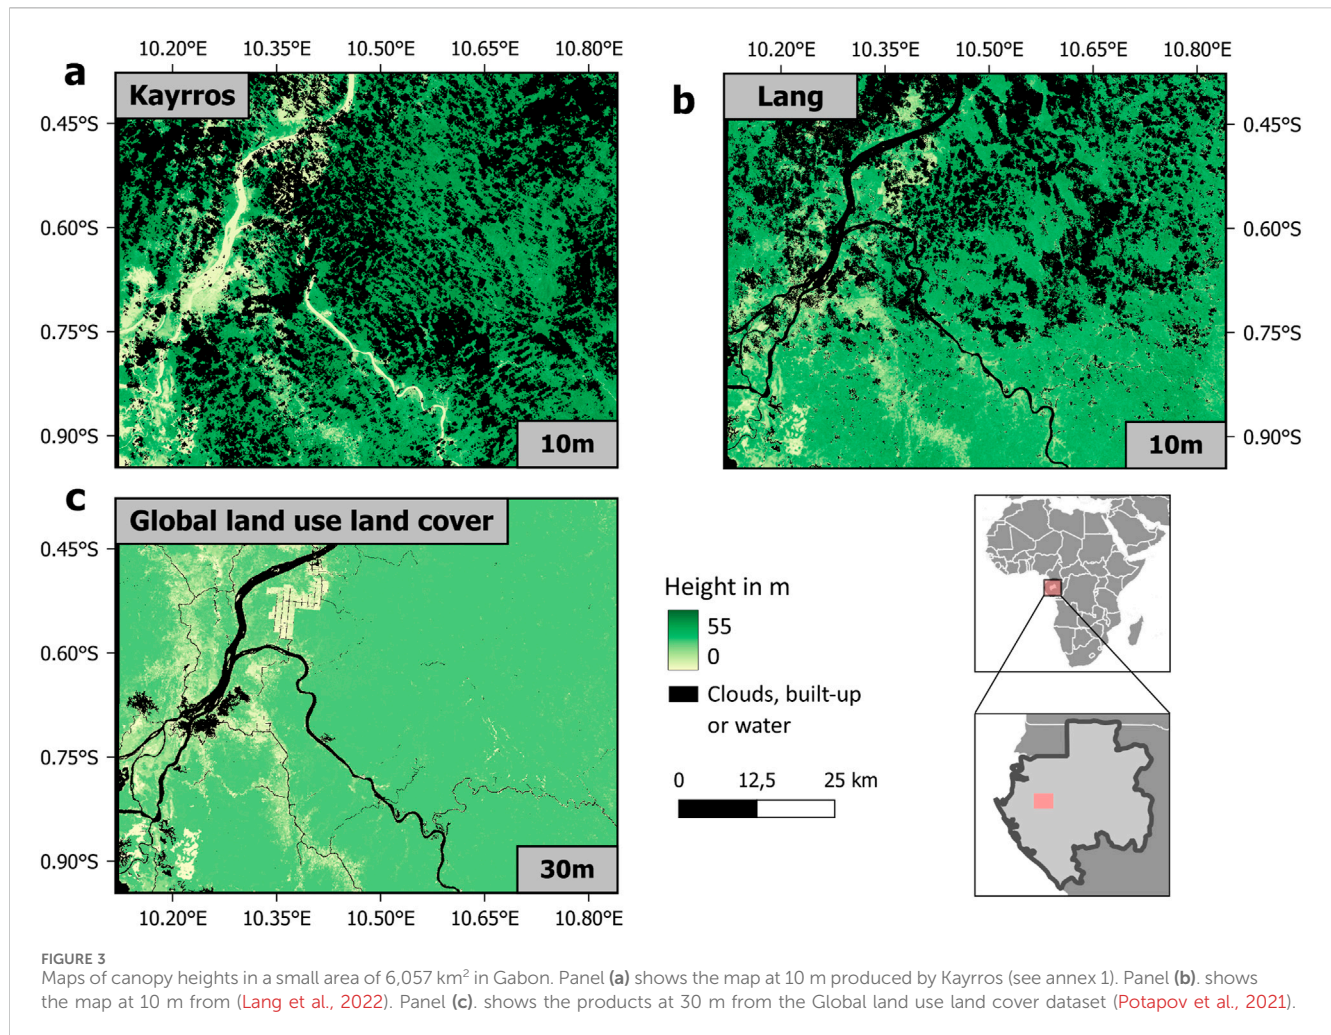 10.20°E 10.35°E 10.50°E 10.65°E 10.80°E
a
Kayrros
0.45°S
0.60°S
0.75°S
0.90°S
10m
10.20°E 10.35°E 10.50°E 10.65°E 10.80°E
b
Lang
0.45°S
0.60°S
0.75°S
0.90°S
10m
c
Global land use land cover
0.45°S
0.60°S
0.75°S
0.90°S
30m
10.20°E 10.35°E 10.50°E 10.65°E 10.80°E
Height in m
55
0
Clouds, built-up
or water
0 12,5 25 km
FIGURE 3
Maps of canopy heights in a small area of 6,057 km² in Gabon. Panel (a) shows the map at 10 m produced by Kayrros (see annex 1). Panel (b). shows
the map at 10 m from (Lang et al., 2022). Panel (c). shows the products at 30 m from the Global land use land cover dataset (Potapov et al., 2021).